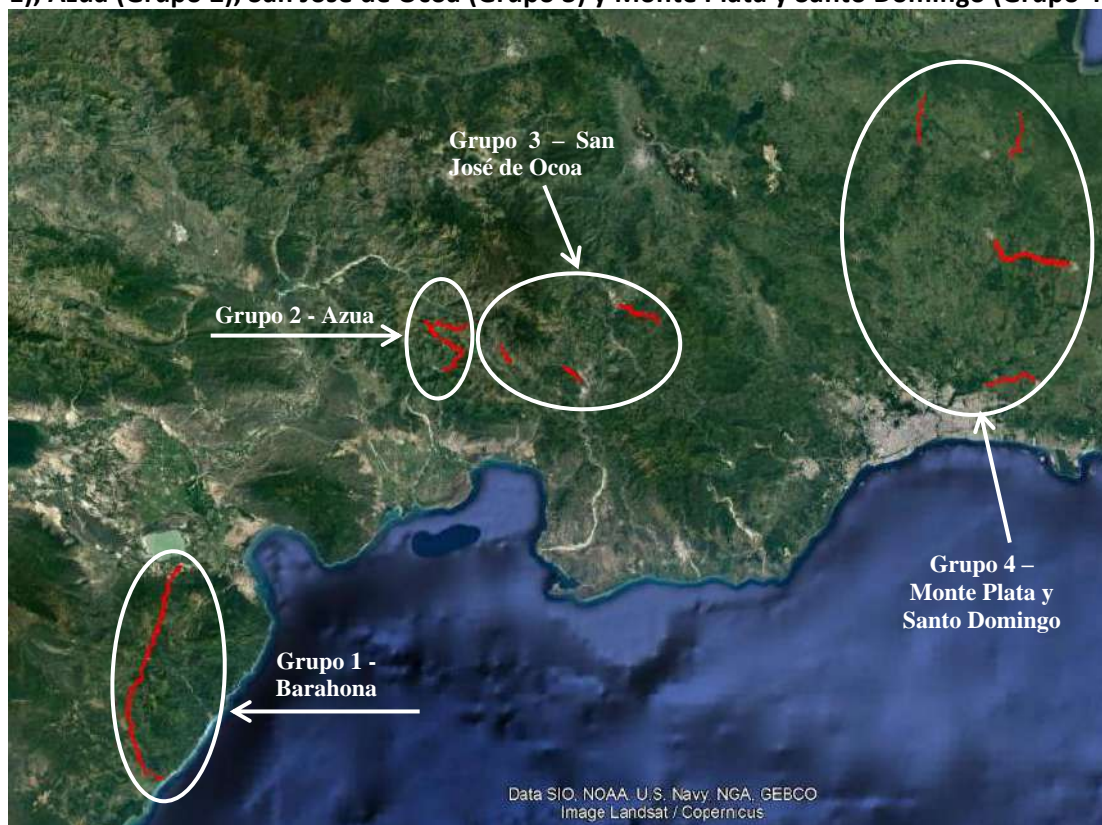 1), Azua (Grupo 2), San José de Ocoa (Grupo 3) y Monte Plata y Santo Domingo (Grupo 4
Grupo 3 – San
José de Ocoa
Grupo 2 - Azua
Grupo 4 –
Monte Plata y
Santo Domingo
Grupo 1 -
Barahona
Data SIO, NOAA, U.S. Navy, NGA, GEBCO
Image Landsat / Copernicus